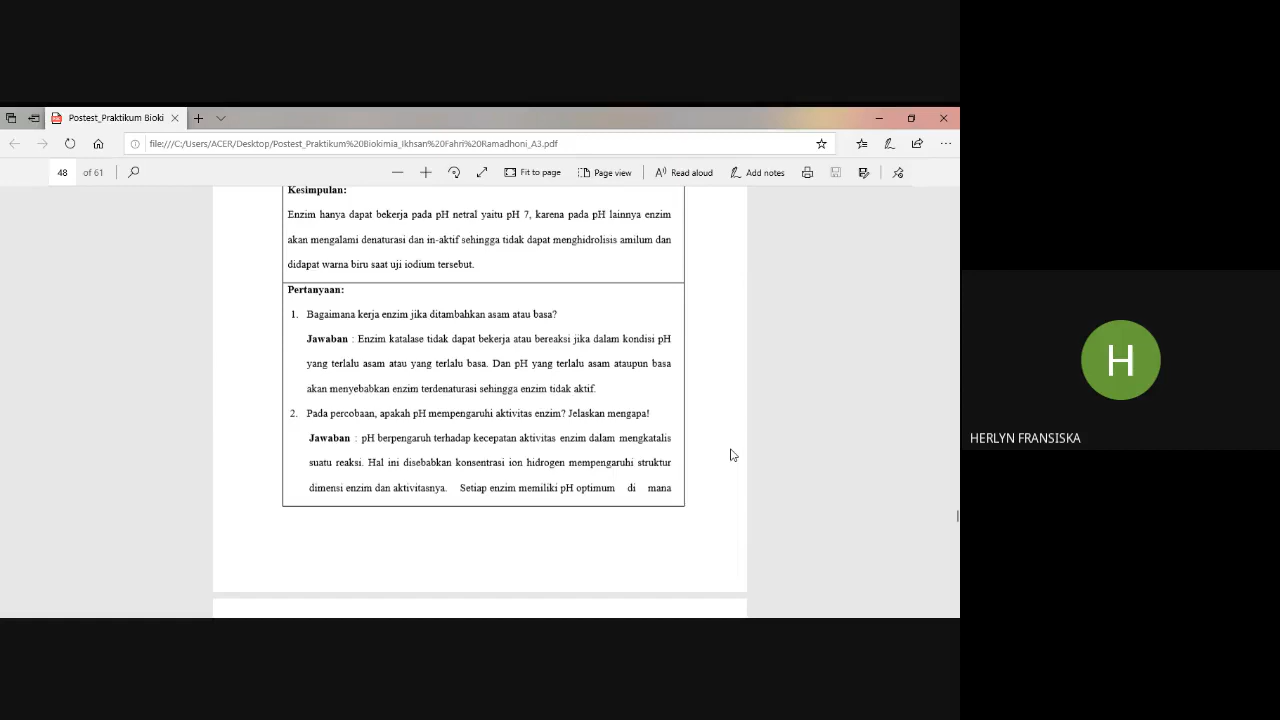 Postest_Praktikum Bioki
file:///C:/Users/ACER/Desktop/Postest_Praktikum%20Biokimia_Ikhsan%20Fahri%20Ramadhoni_A3.pdf
48 of 61 Fit to page Page view Read aloud Add notes
Kesimpulan:
Enzim hanya dapat bekerja pada pH netral yaitu pH 7, karena pada pH lainnya enzim
akan mengalami denaturasi dan in-aktif sehingga tidak dapat menghidrolisis amilum dan
didapat warna biru saat uji iodium tersebut.
Pertanyaan:
1. Bagaimana kerja enzim jika ditambahkan asam atau basa?
Jawaban : Enzim katalase tidak dapat bekerja atau bereaksi jika dalam kondisi pH
yang terlalu asam atau yang terlalu basa. Dan pH yang terlalu asam ataupun basa
akan menyebabkan enzim terdenaturasi sehingga enzim tidak aktif.
2. Pada percobaan, apakah pH mempengaruhi aktivitas enzim? Jelaskan mengapa!
Jawaban : pH berpengaruh terhadap kecepatan aktivitas enzim dalam mengkatalis
suatu reaksi. Hal ini disebabkan konsentrasi ion hidrogen mempengaruhi struktur
dimensi enzim dan aktivitasnya. Setiap enzim memiliki pH optimum di mana
H
HERLYN FRANSISKA